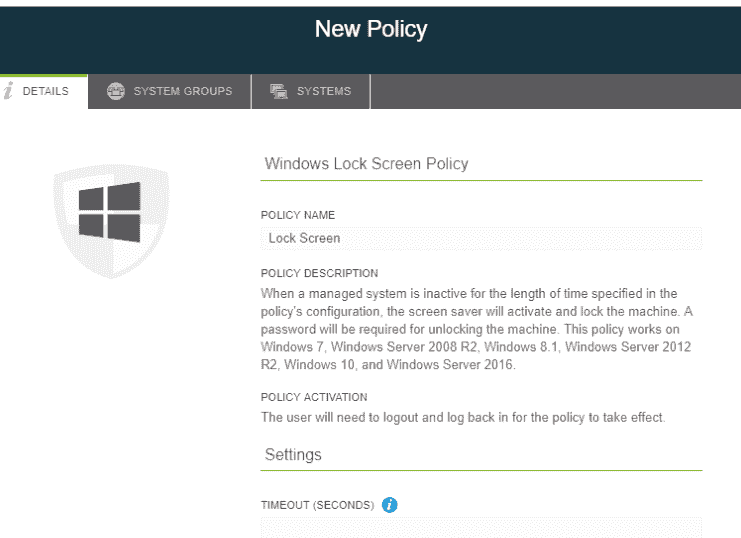 New Policy
DETAILS
SYSTEM GROUPS
SYSTEMS
Windows Lock Screen Policy
POLICY NAME
Lock Screen
POLICY DESCRIPTION
When a managed system is inactive for the length of time specified in the
policy's configuration, the screen saver will activate and lock the machine. A
password will be required for unlocking the machine. This policy works on
Windows 7, Windows Server 2008 R2, Windows 8.1, Windows Server 2012
R2, Windows 10, and Windows Server 2016.
POLICY ACTIVATION
The user will need to logout and log back in for the policy to take effect.
Settings
TIMEOUT (SECONDS)